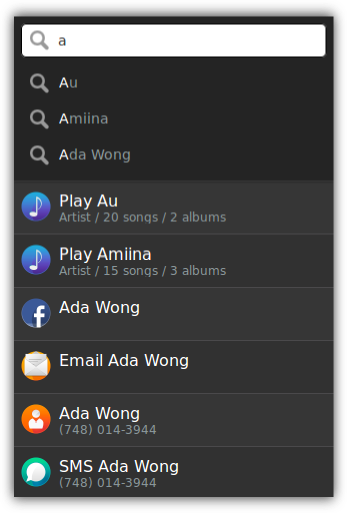 a
Au
Amiina
Ada Wong
Play Au
Artist / 20 songs / 2 albums
Play Amiina
Artist / 15 songs / 3 albums
Ada Wong
Email Ada Wong
Ada Wong
(748) 014-3944
SMS Ada Wong
(748) 014-3944